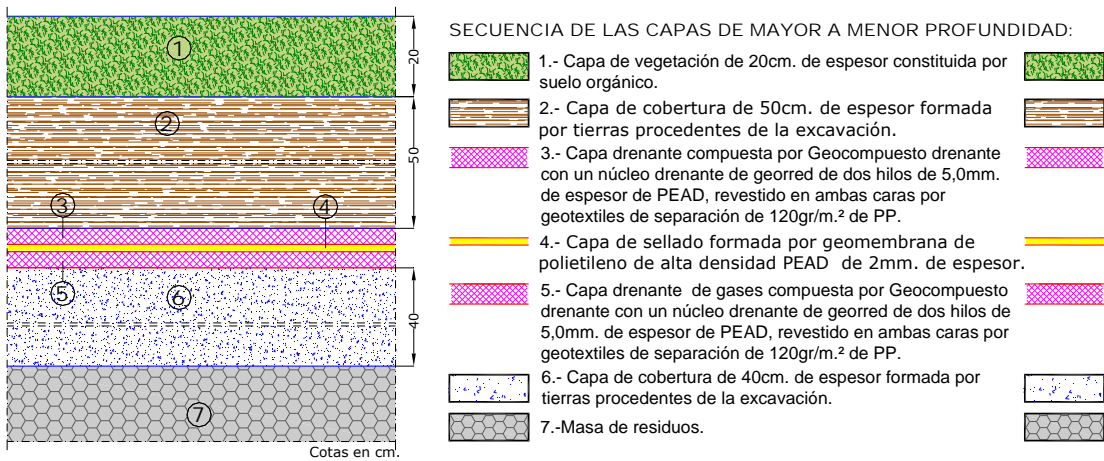 SECUENCIA DE LAS CAPAS DE MAYOR A MENOR PROFUNDIDAD:
1.- Capa de vegetación de 20cm. de espesor constituida por
suelo orgánico.
2.- Capa de cobertura de 50cm. de espesor formada
por tierras procedentes de la excavación.
3.- Capa drenante compuesta por Geocompuesto drenante
con un núcleo drenante de georred de dos hilos de 5,0mm.
de espesor de PEAD, revestido en ambas caras por
geotextiles de separación de 120gr/m.² de PP.
4.- Capa de sellado formada por geomembrana de
polietileno de alta densidad PEAD de 2mm. de espesor.
5.- Capa drenante de gases compuesta por Geocompuesto
drenante con un núcleo drenante de georred de dos hilos de
5,0mm. de espesor de PEAD, revestido en ambas caras por
geotextiles de separación de 120gr/m.² de PP.
6.- Capa de cobertura de 40cm. de espesor formada por
tierras procedentes de la excavación.
7.-Masa de residuos.
1
20
2
50
3
4
5
6
40
7
Cotas en cm.